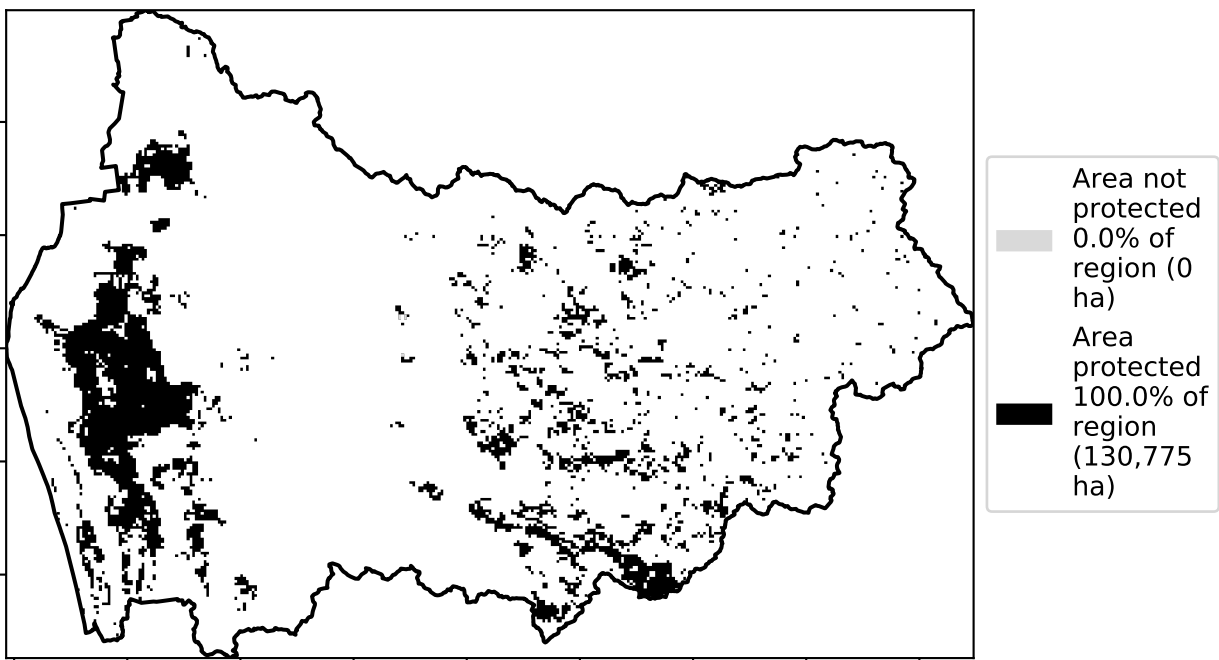 Area not
protected
0.0% of
region (0
ha)
Area
protected
100.0% of
region
(130,775
ha)